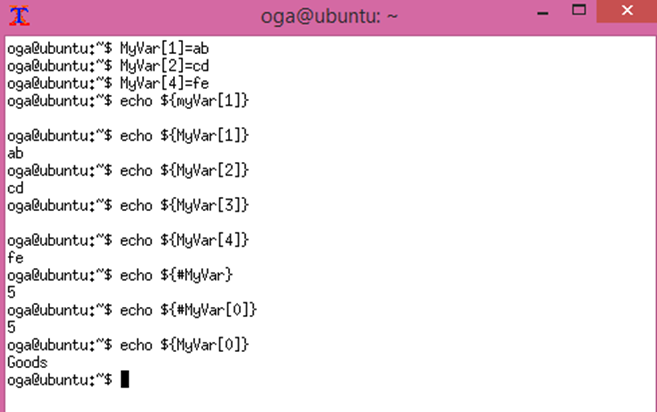 oga@ubuntu: ~
oga@ubuntu:~$ MyVar[1]=ab
oga@ubuntu:~$ MyVar[2]=cd
oga@ubuntu:~$ MyVar[4]=fe
oga@ubuntu:~$ echo ${myVar[1]}
oga@ubuntu:~$ echo ${MyVar[1]}
ab
oga@ubuntu:~$ echo ${MyVar[2]}
cd
oga@ubuntu:~$ echo ${MyVar[3]}
oga@ubuntu:~$ echo ${MyVar[4]}
fe
oga@ubuntu:~$ echo ${#MyVar}
5
oga@ubuntu:~$ echo ${#MyVar[0]}
5
oga@ubuntu:~$ echo ${MyVar[0]}
Goods
oga@ubuntu:~$